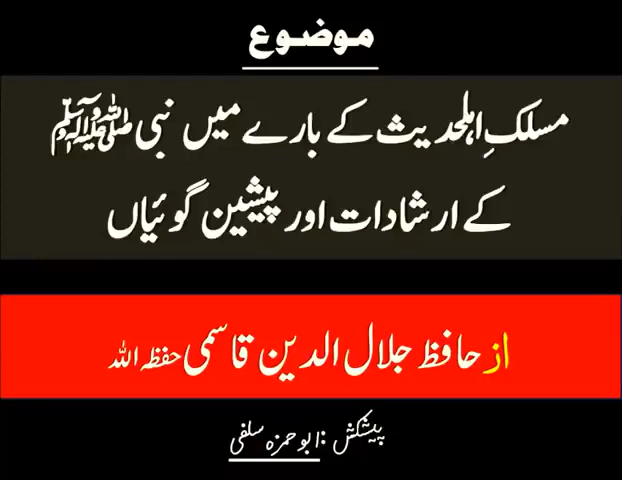 موضوع
مسلکِ اہلحدیث کے بارے میں نبی ﷺ
کے ارشادات اور پیشین گوئیاں
از حافظ جلال الدین قاسمی حفظہ اللہ
پیشکش : ابو حمزہ سلفی